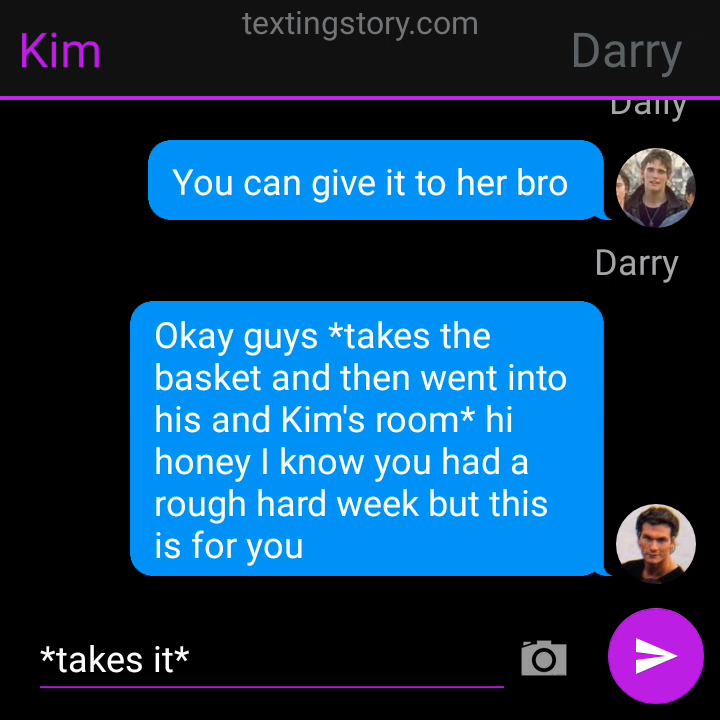 textingstory.com
Kim
Darry
Dally
You can give it to her bro
Darry
Okay guys *takes the
basket and then went into
his and Kim's room* hi
honey I know you had a
rough hard week but this
is for you
*takes it*